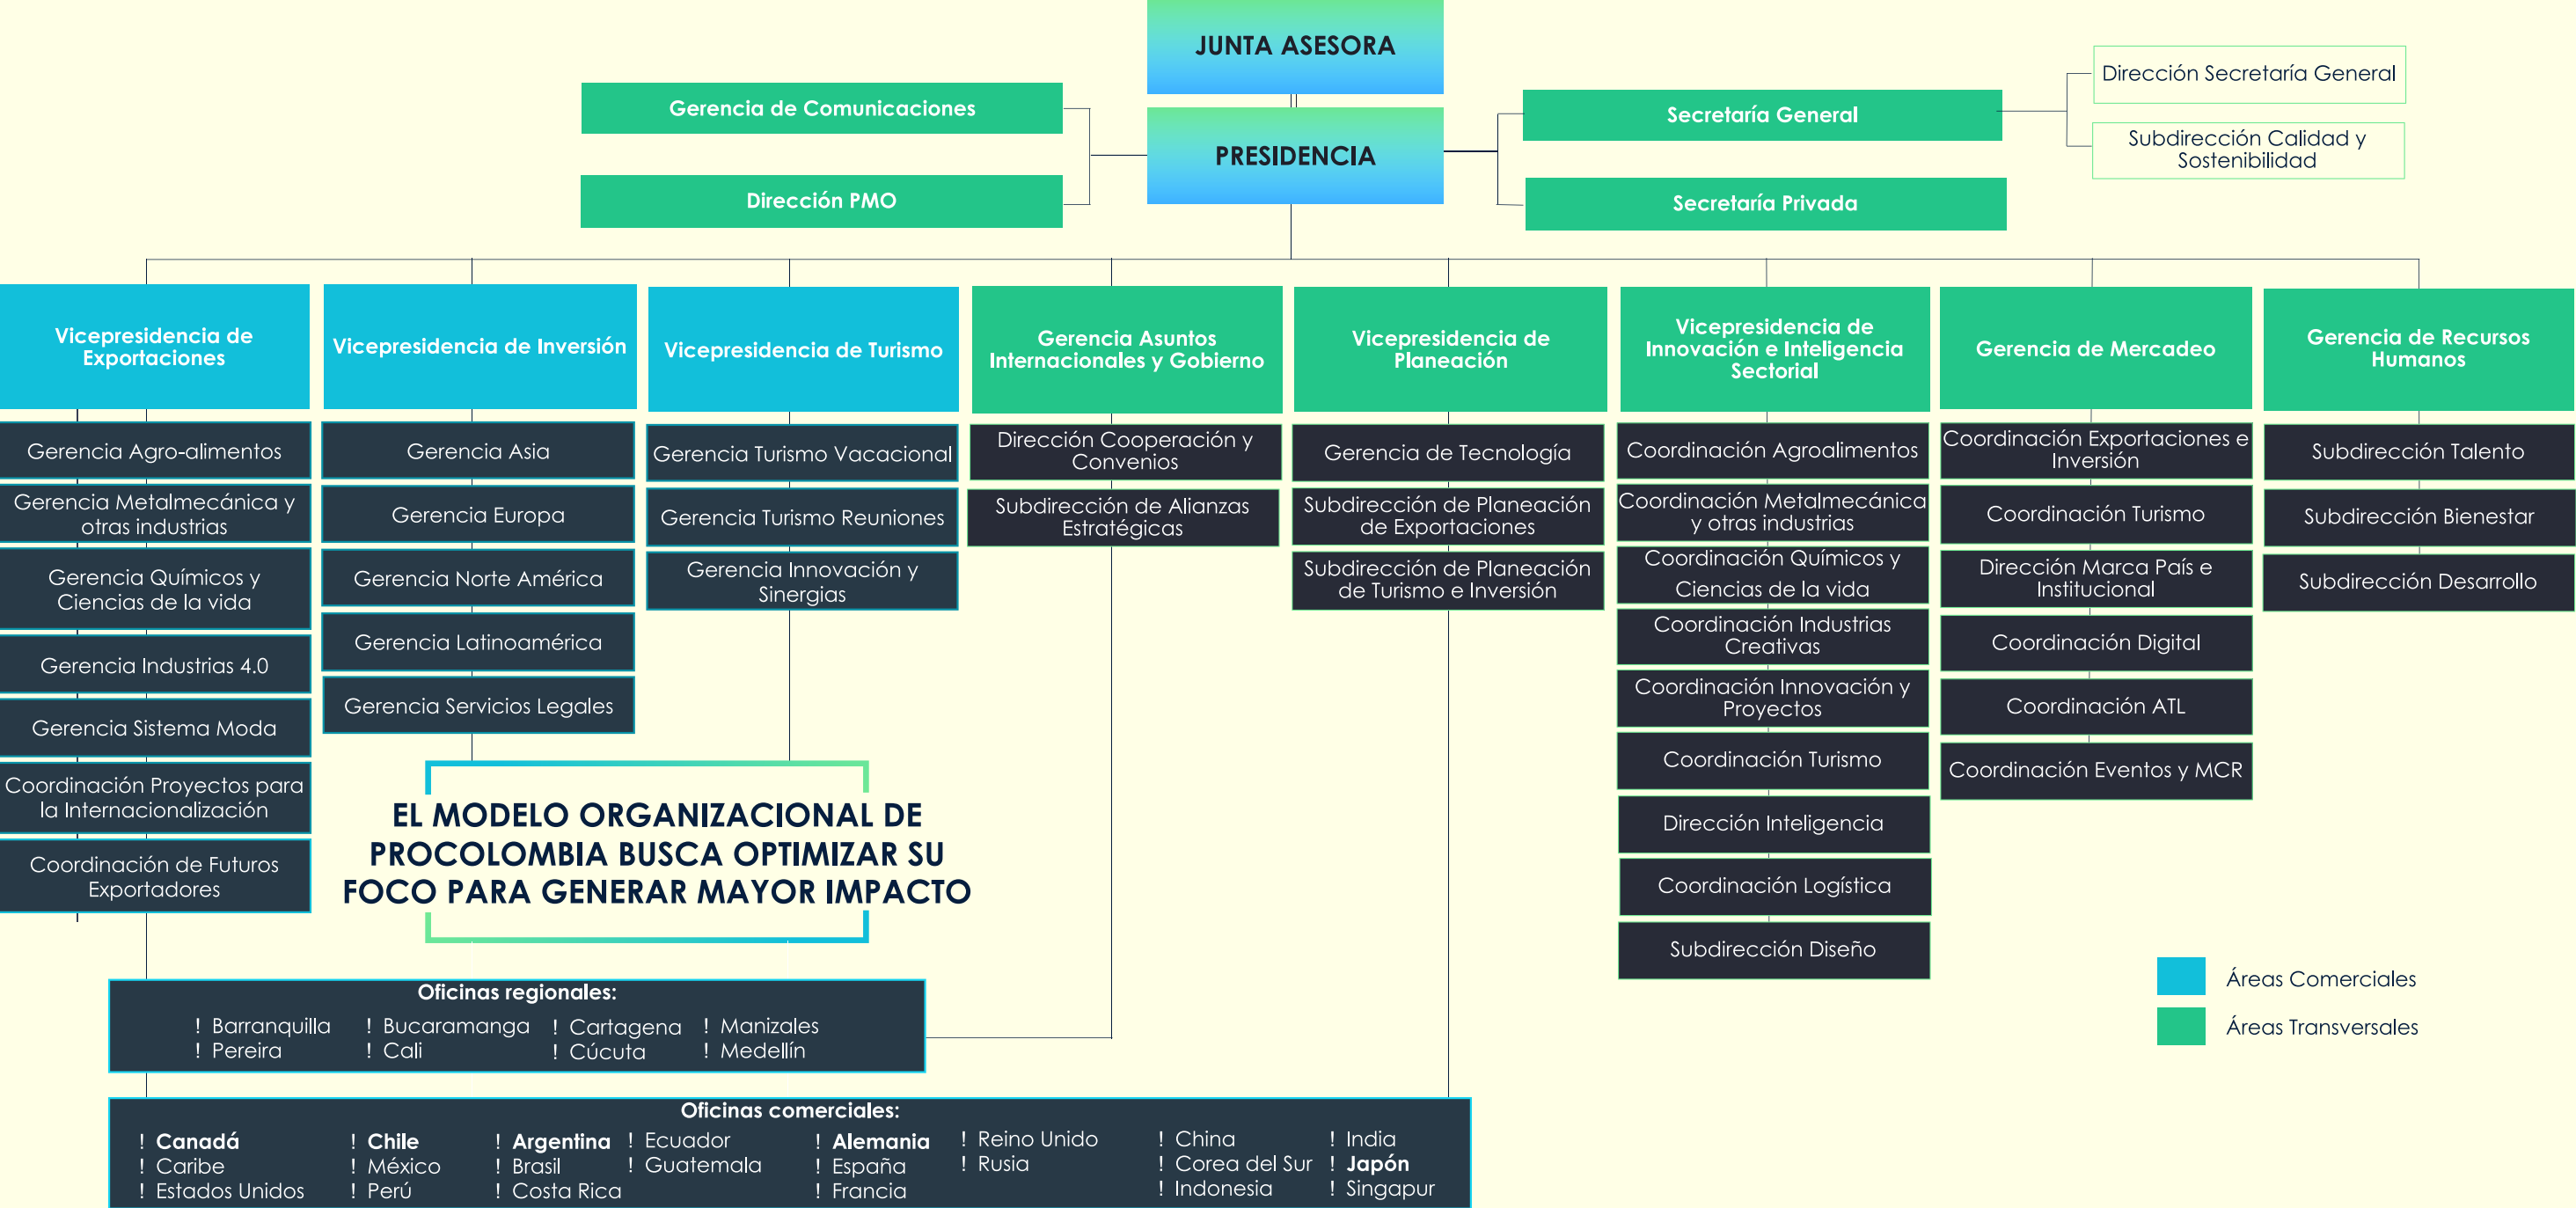 JUNTA ASESORA
PRESIDENCIA
Gerencia de Comunicaciones
Dirección PMO
Secretaría General
Secretaría Privada
Dirección Secretaría General
Subdirección Calidad y
Sostenibilidad
Vicepresidencia de
Exportaciones
Gerencia Agro-alimentos
Gerencia Metalmecánica y
otras industrias
Gerencia Químicos y
Ciencias de la vida
Gerencia Industrias 4.0
Gerencia Sistema Moda
Coordinación Proyectos para
la Internacionalización
Coordinación de Futuros
Exportadores
Vicepresidencia de Inversión
Gerencia Asia
Gerencia Europa
Gerencia Norte América
Gerencia Latinoamérica
Gerencia Servicios Legales
Vicepresidencia de Turismo
Gerencia Turismo Vacacional
Gerencia Turismo Reuniones
Gerencia Innovación y
Sinergias
Gerencia Asuntos
Internacionales y Gobierno
Dirección Cooperación y
Convenios
Subdirección de Alianzas
Estratégicas
Vicepresidencia de
Planeación
Gerencia de Tecnología
Subdirección de Planeación
de Exportaciones
Subdirección de Planeación
de Turismo e Inversión
Vicepresidencia de
Innovación e Inteligencia
Sectorial
Coordinación Agroalimentos
Coordinación Metalmecánica
y otras industrias
Coordinación Químicos y
Ciencias de la vida
Coordinación Industrias
Creativas
Coordinación Innovación y
Proyectos
Coordinación Turismo
Dirección Inteligencia
Coordinación Logística
Subdirección Diseño
Gerencia de Mercadeo
Coordinación Exportaciones e
Inversión
Coordinación Turismo
Dirección Marca País e
Institucional
Coordinación Digital
Coordinación ATL
Coordinación Eventos y MCR
Gerencia de Recursos
Humanos
Subdirección Talento
Subdirección Bienestar
Subdirección Desarrollo
EL MODELO ORGANIZACIONAL DE
PROCOLOMBIA BUSCA OPTIMIZAR SU
FOCO PARA GENERAR MAYOR IMPACTO
Oficinas regionales:
! Barranquilla
! Pereira
! Bucaramanga
! Cali
! Cartagena
! Cúcuta
! Manizales
! Medellín
Oficinas comerciales:
! Canadá
! Caribe
! Estados Unidos
! Chile
! México
! Perú
! Argentina
! Brasil
! Costa Rica
! Ecuador
! Guatemala
! Alemania
! España
! Francia
! Reino Unido
! Rusia
! China
! Corea del Sur
! Indonesia
! India
! Japón
! Singapur
Áreas Comerciales
Áreas Transversales